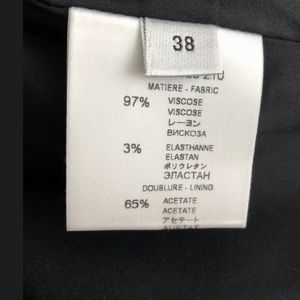 38
MATIERE - FABRIC
97% VISCOSE
VISCOSE
レーヨン
ВИСКОЗА
3% ELASTHANNE
ELASTAN
ポリウレタン
ЭЛАСТАН
DOUBLURE - LINING
65% ACETATE
ACETATE
アセテート